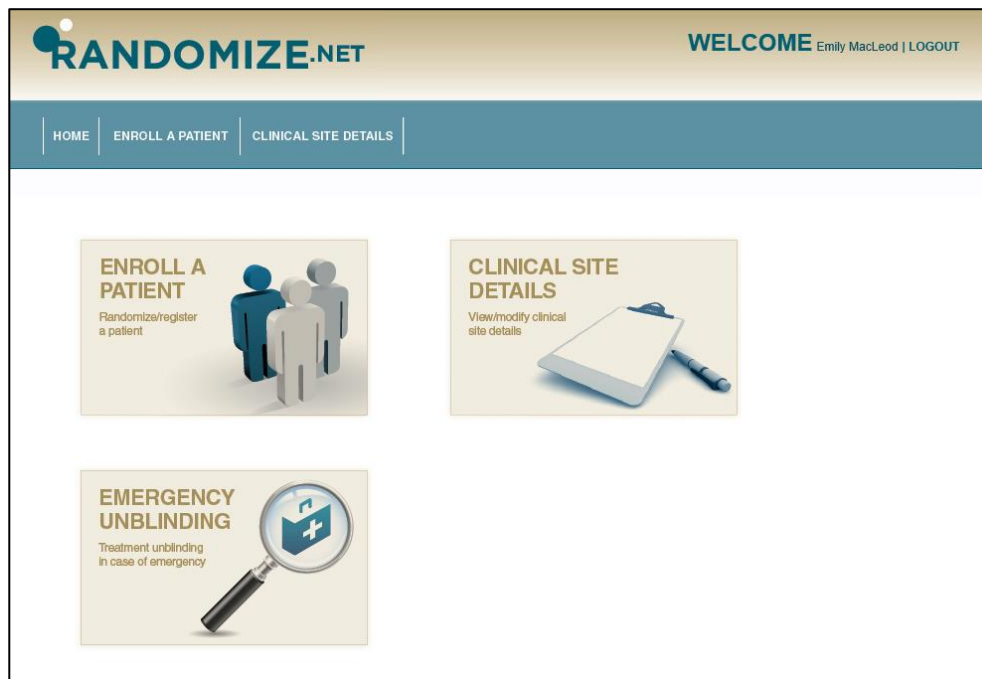 RANDOMIZE.NET
WELCOME Emily MacLeod | LOGOUT
HOME
ENROLL A PATIENT
CLINICAL SITE DETAILS
ENROLL A
PATIENT
Randomize/register
a patient
CLINICAL SITE
DETAILS
View/modify clinical
site details
EMERGENCY
UNBLINDING
Treatment unblinding
in case of emergency